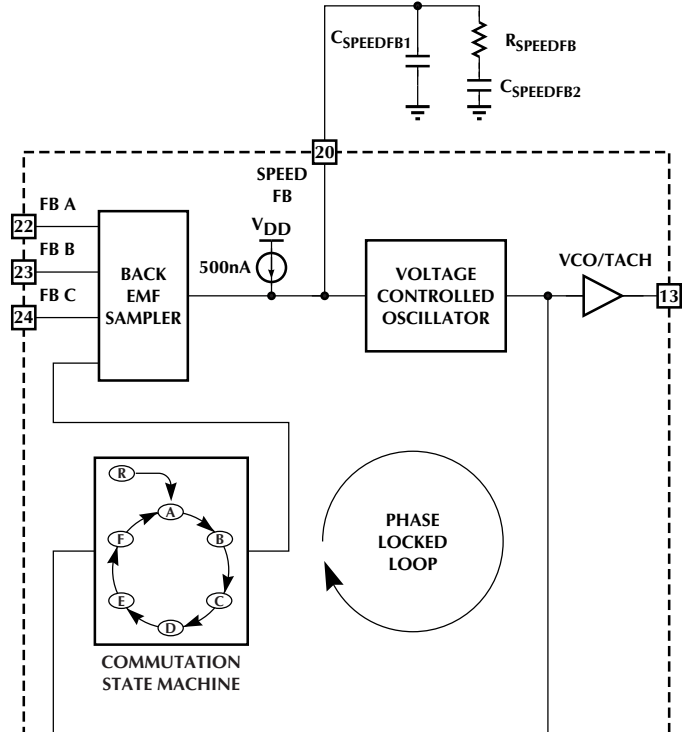 C_SPEEDFB1
R_SPEEDFB
C_SPEEDFB2
20
SPEED
FB
22
FB A
23
FB B
24
FB C
BACK
EMF
SAMPLER
V_DD
500nA
VOLTAGE
CONTROLLED
OSCILLATOR
VCO/TACH
13
R
A
B
C
D
E
F
PHASE
LOCKED
LOOP
COMMUTATION
STATE MACHINE